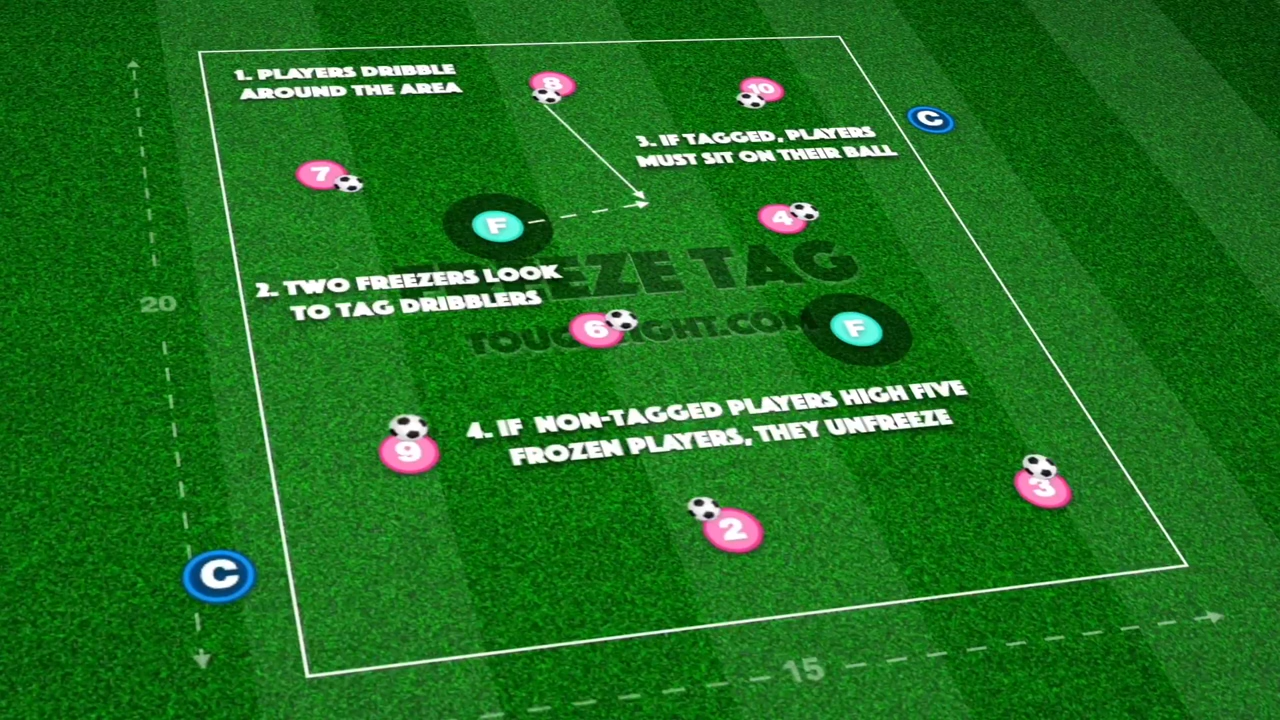 1. PLAYERS DRIBBLE
AROUND THE AREA
8
10
C
3. IF TAGGED, PLAYERS
MUST SIT ON THEIR BALL
7
4
F
FREEZE TAG
2. TWO FREEZERS LOOK
TO TAG DRIBBLERS
20
6
F
4. IF NON-TAGGED PLAYERS HIGH FIVE
FROZEN PLAYERS, THEY UNFREEZE
9
3
2
C
15